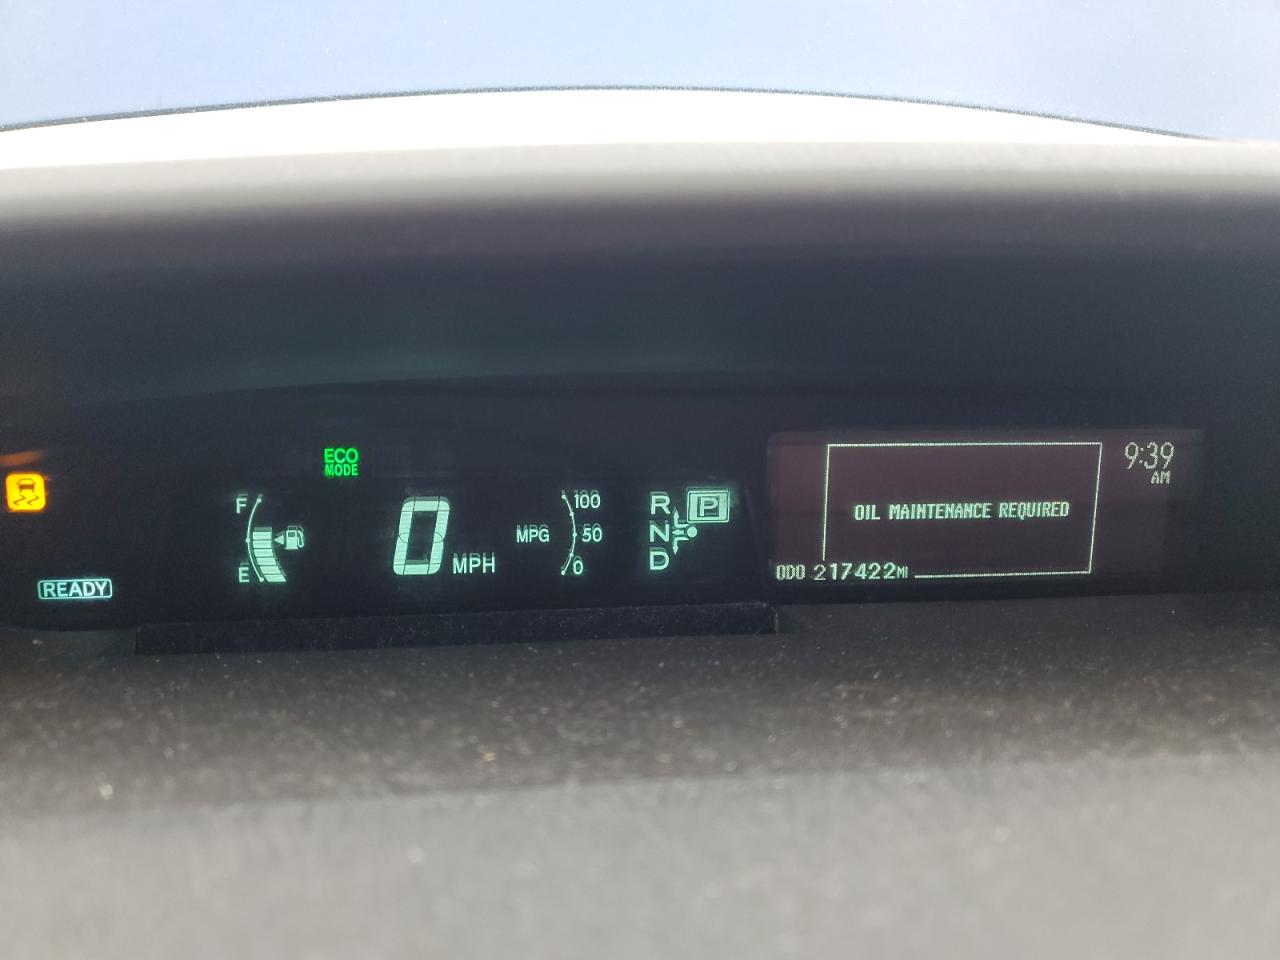 ECO
MODE
F
E
READY
0 MPH
MPG
100
50
0
R
N
D
P
9:39
AM
OIL MAINTENANCE REQUIRED
ODO 217422MI